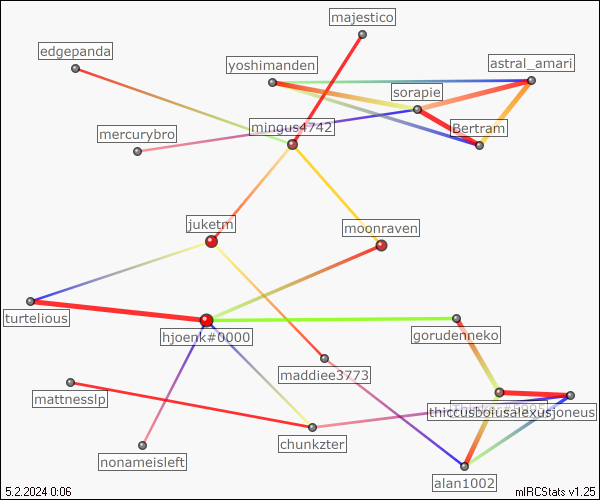 majestico
edgepanda
yoshimanden
astral_amari
sorapie
mercurybro
mingus4742
Bertram
juketm
moonraven
turtelious
hjoenk#0000
gorudenneko
maddiee3773
mattnesslp
thiccusboiusalexusjoneus
chunkzter
nonameisleft
alan1002
5.2.2024 0:06
mIRCStats v1.25